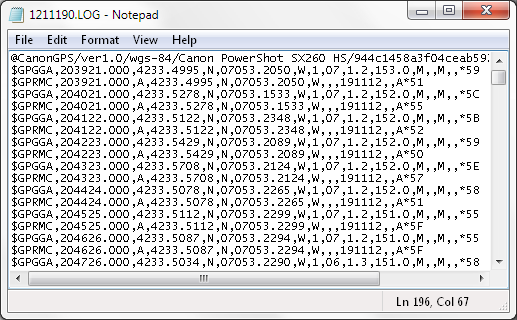 1211190.LOG - Notepad
File Edit Format View Help
@CanonGPS/ver1.0/wgs-84/Canon PowerShot SX260 HS/944c1458a3f04ceab592
$GPGGA,203921.000,4233.4995,N,07053.2050,W,1,07,1.2,153.0,M,,M,,*59
$GPRMC,203921.000,A,4233.4995,N,07053.2050,W,,,191112,,A*51
$GPGGA,204021.000,4233.5278,N,07053.1533,W,1,07,1.2,152.0,M,,M,,*5C
$GPRMC,204021.000,A,4233.5278,N,07053.1533,W,,,191112,,A*55
$GPGGA,204122.000,4233.5122,N,07053.2348,W,1,07,1.2,152.0,M,,M,,*5B
$GPRMC,204122.000,A,4233.5122,N,07053.2348,W,,,191112,,A*52
$GPGGA,204223.000,4233.5429,N,07053.2089,W,1,07,1.2,152.0,M,,M,,*59
$GPRMC,204223.000,A,4233.5429,N,07053.2089,W,,,191112,,A*50
$GPGGA,204323.000,4233.5708,N,07053.2124,W,1,07,1.2,152.0,M,,M,,*5E
$GPRMC,204323.000,A,4233.5708,N,07053.2124,W,,,191112,,A*57
$GPGGA,204424.000,4233.5078,N,07053.2265,W,1,07,1.2,152.0,M,,M,,*58
$GPRMC,204424.000,A,4233.5078,N,07053.2265,W,,,191112,,A*51
$GPGGA,204525.000,4233.5112,N,07053.2299,W,1,07,1.2,151.0,M,,M,,*55
$GPRMC,204525.000,A,4233.5112,N,07053.2299,W,,,191112,,A*5F
$GPGGA,204626.000,4233.5087,N,07053.2294,W,1,07,1.2,151.0,M,,M,,*55
$GPRMC,204626.000,A,4233.5087,N,07053.2294,W,,,191112,,A*5F
$GPGGA,204726.000,4233.5034,N,07053.2290,W,1,06,1.3,151.0,M,,M,,*58
Ln 196, Col 67